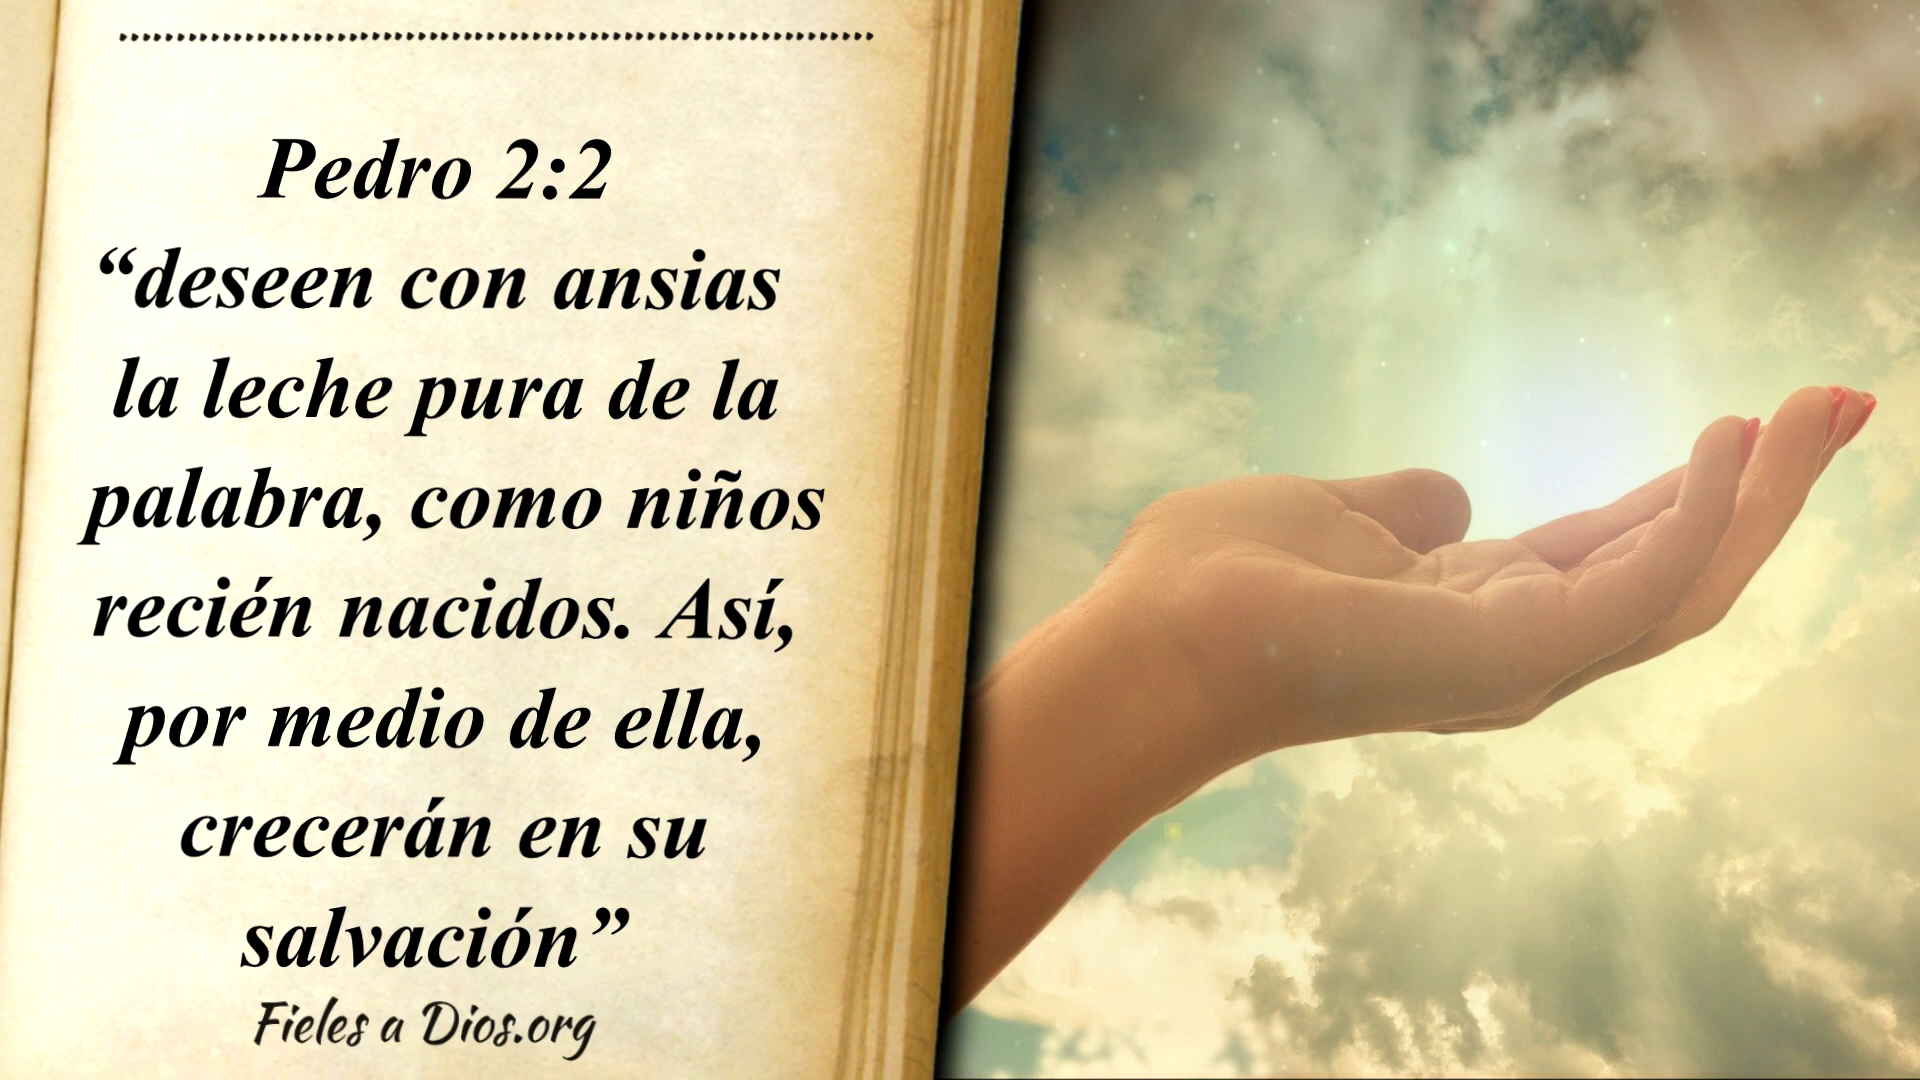 Pedro 2:2
“deseen con ansias
la leche pura de la
palabra, como niños
recién nacidos. Así,
por medio de ella,
crecerán en su
salvación”
Fieles a Dios.org